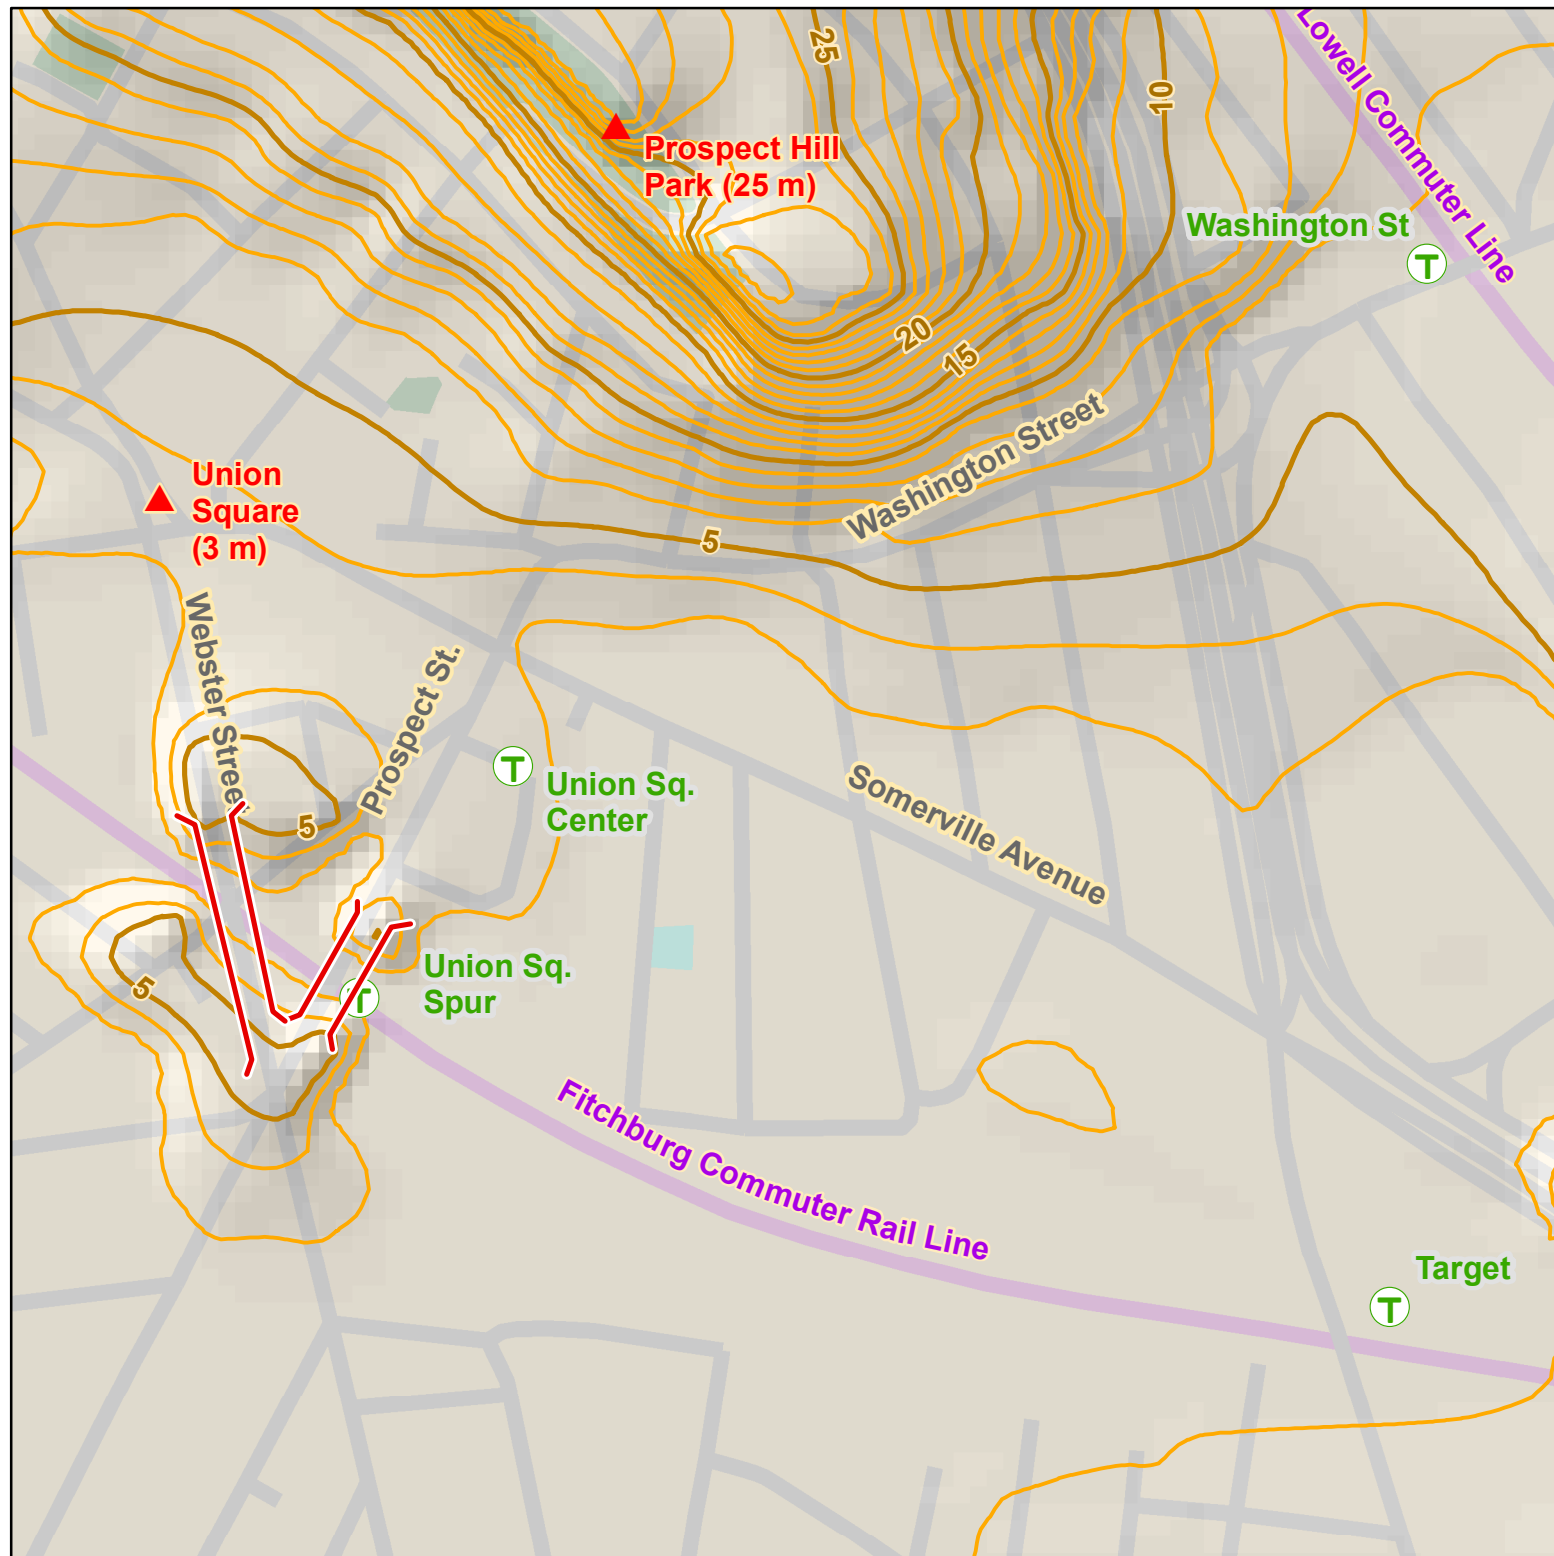 25
10
Lowell Commuter Line
Prospect Hill
Park (25 m)
Washington St
T
20
15
Washington Street
Union
Square
(3 m)
5
Webster Street
Prospect St.
T
Union Sq.
Center
Somerville Avenue
5
5
Union Sq.
Spur
T
Fitchburg Commuter Rail Line
Target
T